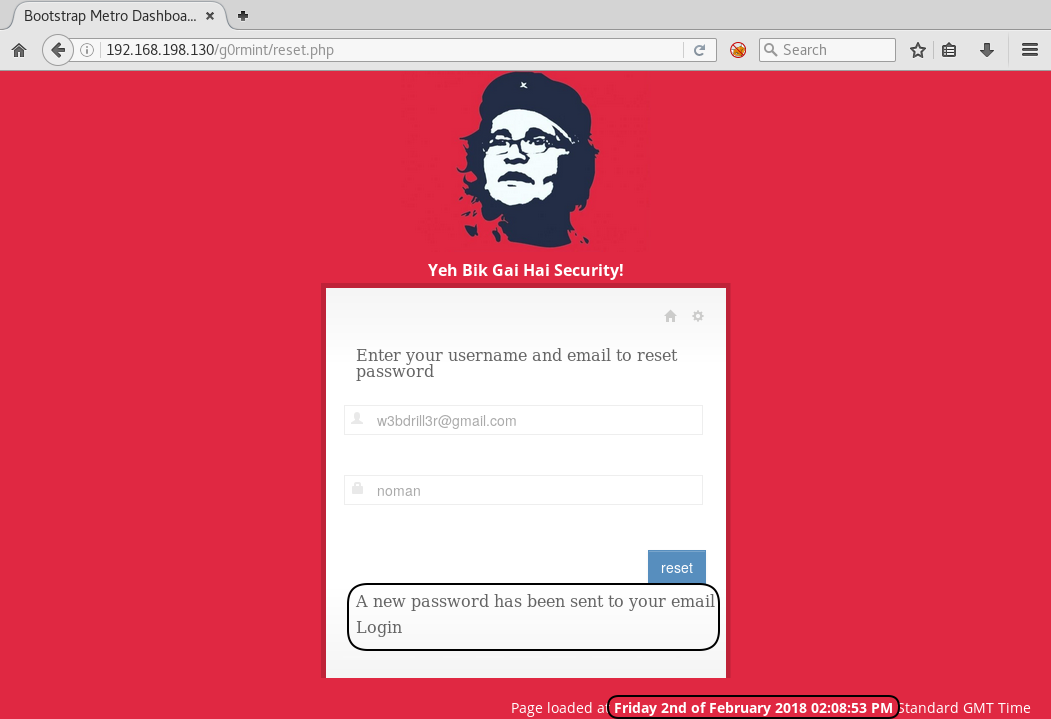 Bootstrap Metro Dashboa...
192.168.198.130/g0rmint/reset.php
Search
Yeh Bik Gai Hai Security!
Enter your username and email to reset
password
w3bdrill3r@gmail.com
noman
reset
A new password has been sent to your email
Login
Page loaded at Friday 2nd of February 2018 02:08:53 PM Standard GMT Time